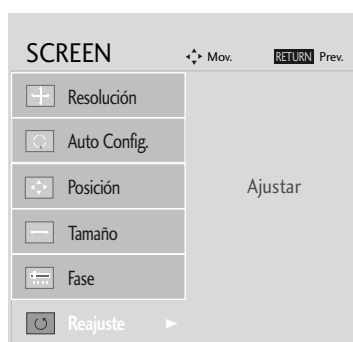 SCREEN Mov. RETURN Prev.
Resolución
Auto Config.
Posición
Ajustar
Tamaño
Fase
Reajuste